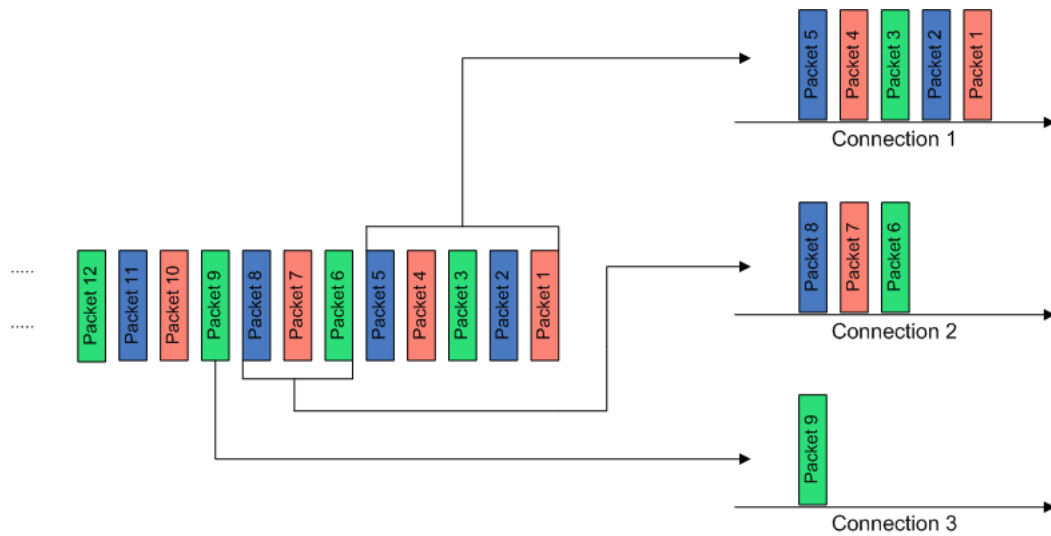 Packet 5
Packet 4
Packet 3
Packet 2
Packet 1
Connection 1
.....
.....
Packet 12
Packet 11
Packet 10
Packet 9
Packet 8
Packet 7
Packet 6
Packet 5
Packet 4
Packet 3
Packet 2
Packet 1
Packet 8
Packet 7
Packet 6
Connection 2
Packet 9
Connection 3